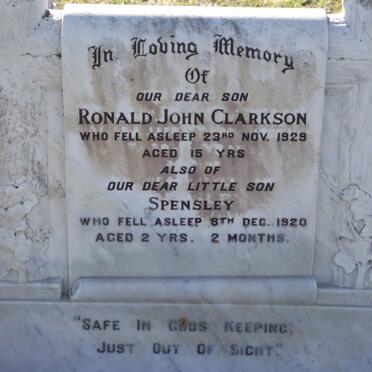 In Loving Memory
Of
OUR DEAR SON
RONALD JOHN CLARKSON
WHO FELL ASLEEP 23RD NOV. 1929
AGED 15 YRS
ALSO OF
OUR DEAR LITTLE SON
SPENSLEY
WHO FELL ASLEEP 8TH DEC. 1920
AGED 2 YRS. 2 MONTHS.
"SAFE IN GODS KEEPING,
JUST OUT OF SIGHT."